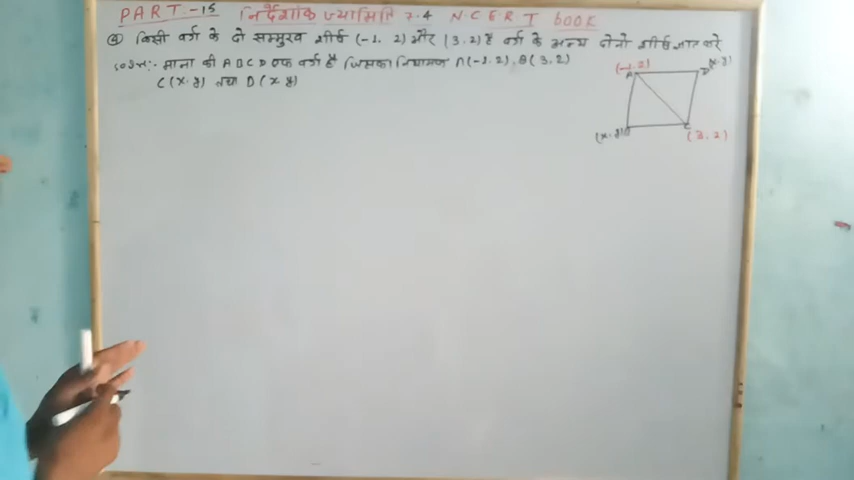 PART.-15 निर्देशांक ज्यामिति 7.4 N.C.E.R.T book
④ किसी वर्ग के दो सम्मुख शीर्ष (-1, 2) और (3, 2) है वर्ग के अन्य दोनो शीर्ष ज्ञात करे
माना की ABCD एक वर्ग है जिसका A(-1, 2), B(3, 2)
C(x, y) तथा D(x y)
(-1, 2)
A
D (x, y)
(x, y) B
C
(3, 2)